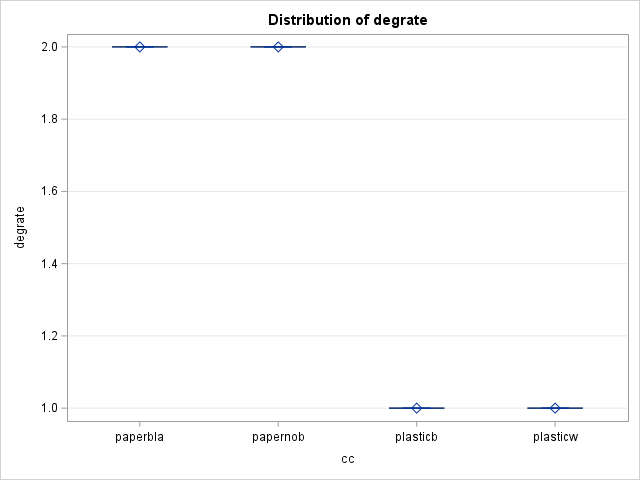 Distribution of degrate
2.0
1.8
1.6
1.4
1.2
1.0
degrate
paperbla papernob plasticb plasticw
cc